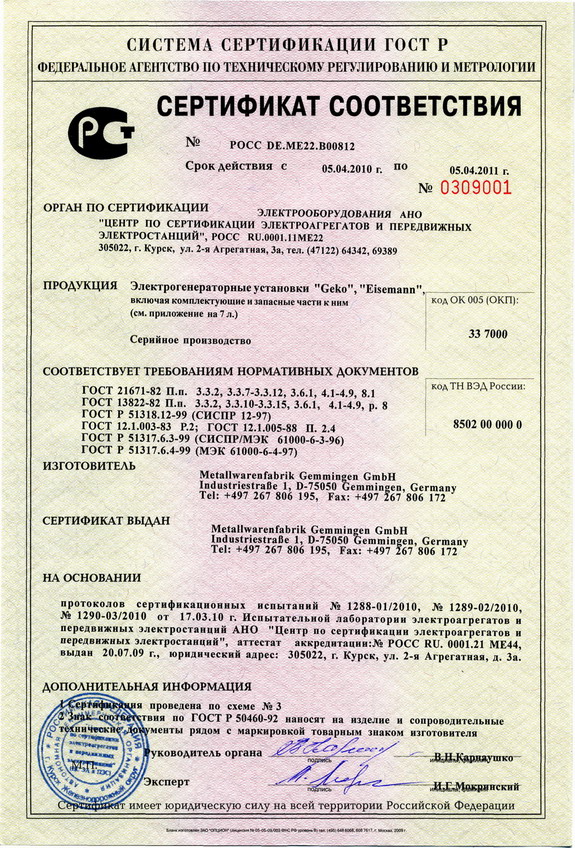 СИСТЕМА СЕРТИФИКАЦИИ ГОСТ Р
ФЕДЕРАЛЬНОЕ АГЕНТСТВО ПО ТЕХНИЧЕСКОМУ РЕГУЛИРОВАНИЮ И МЕТРОЛОГИИ
СЕРТИФИКАТ СООТВЕТСТВИЯ
№ РОСС DE.ME22.B00812
Срок действия с 05.04.2010 г. по 05.04.2011 г.
№ 0309001
ОРГАН ПО СЕРТИФИКАЦИИ ЭЛЕКТРООБОРУДОВАНИЯ АНО
"ЦЕНТР ПО СЕРТИФИКАЦИИ ЭЛЕКТРОАГРЕГАТОВ И ПЕРЕДВИЖНЫХ
ЭЛЕКТРОСТАНЦИЙ", РОСС RU.0001.11МЕ22
305022, г. Курск, ул. 2-я Агрегатная, 3а, тел. (47122) 64342, 69389
ПРОДУКЦИЯ Электрогенераторные установки "Geko", "Eisemann",
включая комплектующие и запасные части к ним
(см. приложение на 7 л.)
Серийное производство
код ОК 005 (ОКП):
33 7000
СООТВЕТСТВУЕТ ТРЕБОВАНИЯМ НОРМАТИВНЫХ ДОКУМЕНТОВ
ГОСТ 21671-82 П.п. 3.3.2, 3.3.7-3.3.12, 3.6.1, 4.1-4.9, 8.1
ГОСТ 13822-82 П.п. 3.3.2, 3.3.10-3.3.15, 3.6.1, 4.1-4.9, р. 8
ГОСТ Р 51318.12-99 (СИСПР 12-97)
ГОСТ 12.1.003-83 Р.2; ГОСТ 12.1.005-88 П. 2.4
ГОСТ Р 51317.6.3-99 (СИСПР/МЭК 61000-6-3-96)
ГОСТ Р 51317.6.4-99 (МЭК 61000-6-4-97)
код ТН ВЭД России:
8502 00 000 0
ИЗГОТОВИТЕЛЬ
Metallwarenfabrik Gemmingen GmbH
Industriestraße 1, D-75050 Gemmingen, Germany
Tel: +497 267 806 195, Fax: +497 267 806 172
СЕРТИФИКАТ ВЫДАН
Metallwarenfabrik Gemmingen GmbH
Industriestraße 1, D-75050 Gemmingen, Germany
Tel: +497 267 806 195, Fax: +497 267 806 172
НА ОСНОВАНИИ
протоколов сертификационных испытаний № 1288-01/2010, № 1289-02/2010,
№ 1290-03/2010 от 17.03.10 г. Испытательной лаборатории электроагрегатов и
передвижных электростанций АНО "Центр по сертификации электроагрегатов и
передвижных электростанций", аттестат аккредитации:№ РОСС RU. 0001.21 МЕ44,
выдан 20.07.09 г., юридический адрес: 305022, г. Курск, ул. 2-я Агрегатная, д. 3а.
ДОПОЛНИТЕЛЬНАЯ ИНФОРМАЦИЯ
1 Сертификация проведена по схеме № 3
2 Знак соответствия по ГОСТ Р 50460-92 наносят на изделие и сопроводительные
технические документы рядом с маркировкой товарным знаком изготовителя
М.П.
Руководитель органа В.Н.Карпаушко
подпись
Эксперт И.Г.Мокринский
подпись
Сертификат имеет юридическую силу на всей территории Российской Федерации